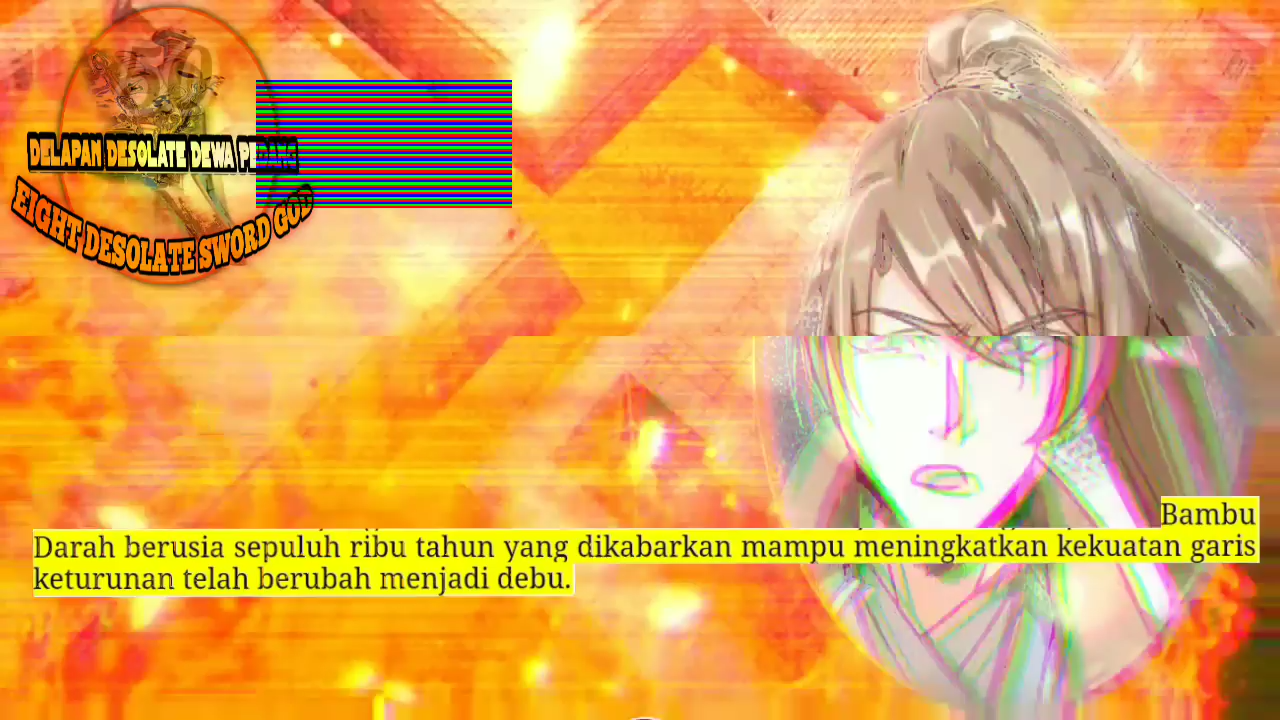 DELAPAN DESOLATE DEWA PEDANG
EIGHT DESOLATE SWORD GOD
Bambu
Darah berusia sepuluh ribu tahun yang dikabarkan mampu meningkatkan kekuatan garis
keturunan telah berubah menjadi debu.